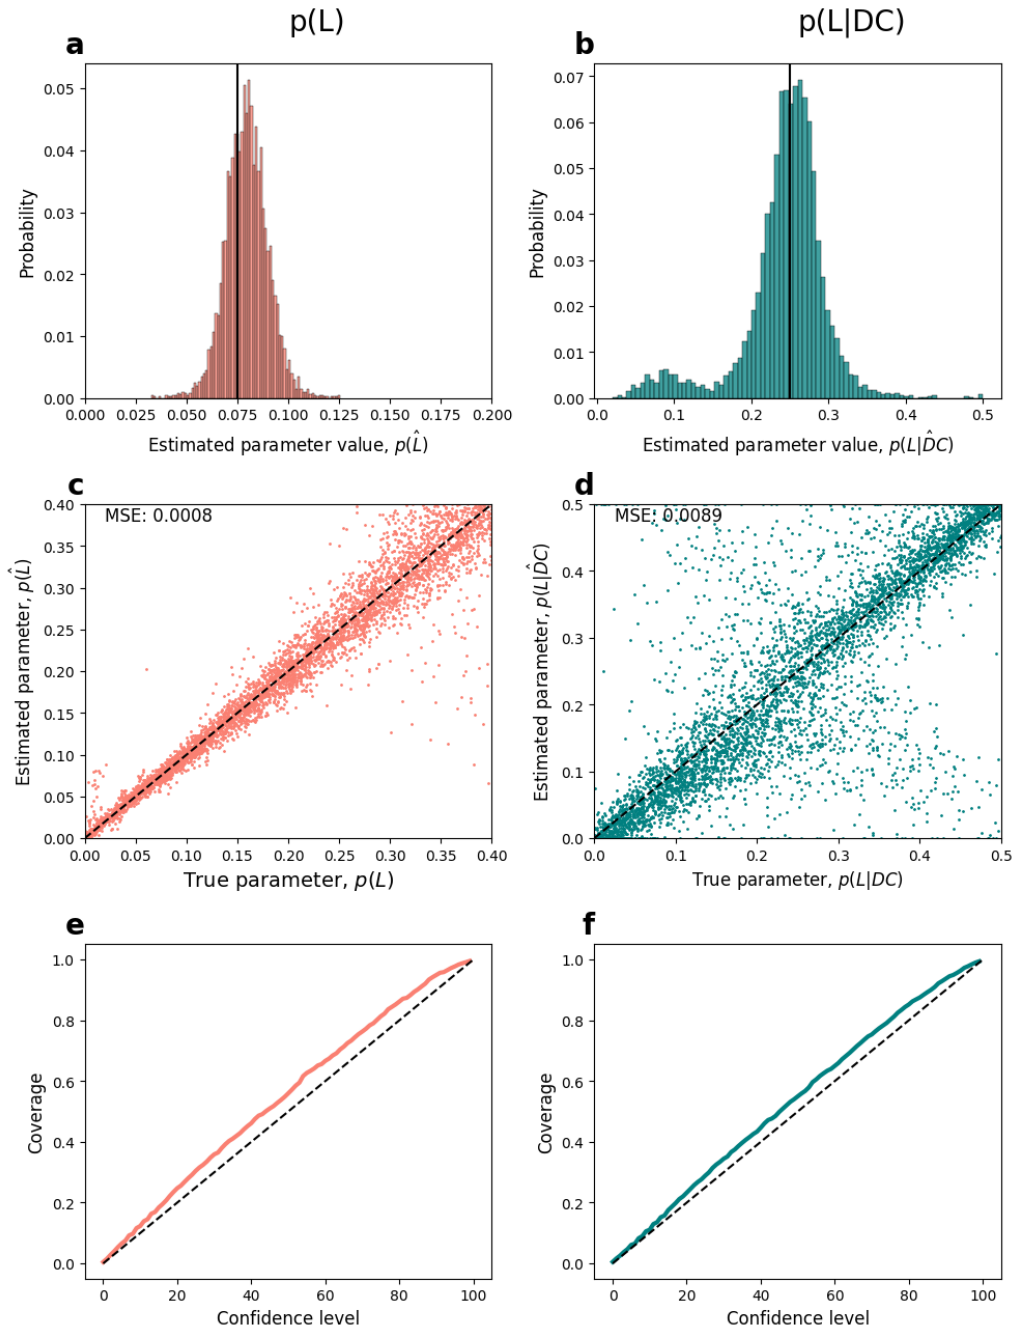 p(L)
p(L|DC)
a
b
0.05
0.04
0.03
0.02
0.01
0.00
Probability
0.000 0.025 0.050 0.075 0.100 0.125 0.150 0.175 0.200
Estimated parameter value, p(L̂)
0.07
0.06
0.05
0.04
0.03
0.02
0.01
0.00
Probability
0.0 0.1 0.2 0.3 0.4 0.5
Estimated parameter value, p(L|D̂C)
c
d
MSE: 0.0008
0.40
0.35
0.30
0.25
0.20
0.15
0.10
0.05
0.00
Estimated parameter, p(L̂)
0.00 0.05 0.10 0.15 0.20 0.25 0.30 0.35 0.40
True parameter, p(L)
MSE: 0.0089
0.5
0.4
0.3
0.2
0.1
0.0
Estimated parameter, p(L|D̂C)
0.0 0.1 0.2 0.3 0.4 0.5
True parameter, p(L|DC)
e
f
1.0
0.8
0.6
0.4
0.2
0.0
Coverage
0 20 40 60 80 100
Confidence level
1.0
0.8
0.6
0.4
0.2
0.0
Coverage
0 20 40 60 80 100
Confidence level